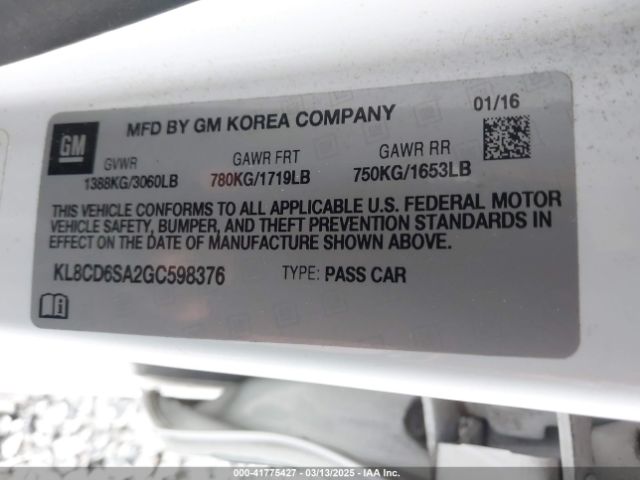 GM
MFD BY GM KOREA COMPANY
01/16
GVWR
1388KG/3060LB
GAWR FRT
780KG/1719LB
GAWR RR
750KG/1653LB
THIS VEHICLE CONFORMS TO ALL APPLICABLE U.S. FEDERAL MOTOR
VEHICLE SAFETY, BUMPER, AND THEFT PREVENTION STANDARDS IN
EFFECT ON THE DATE OF MANUFACTURE SHOWN ABOVE.
KL8CD6SA2GC598376
TYPE: PASS CAR
000-41775427 - 03/13/2025 - IAA Inc.